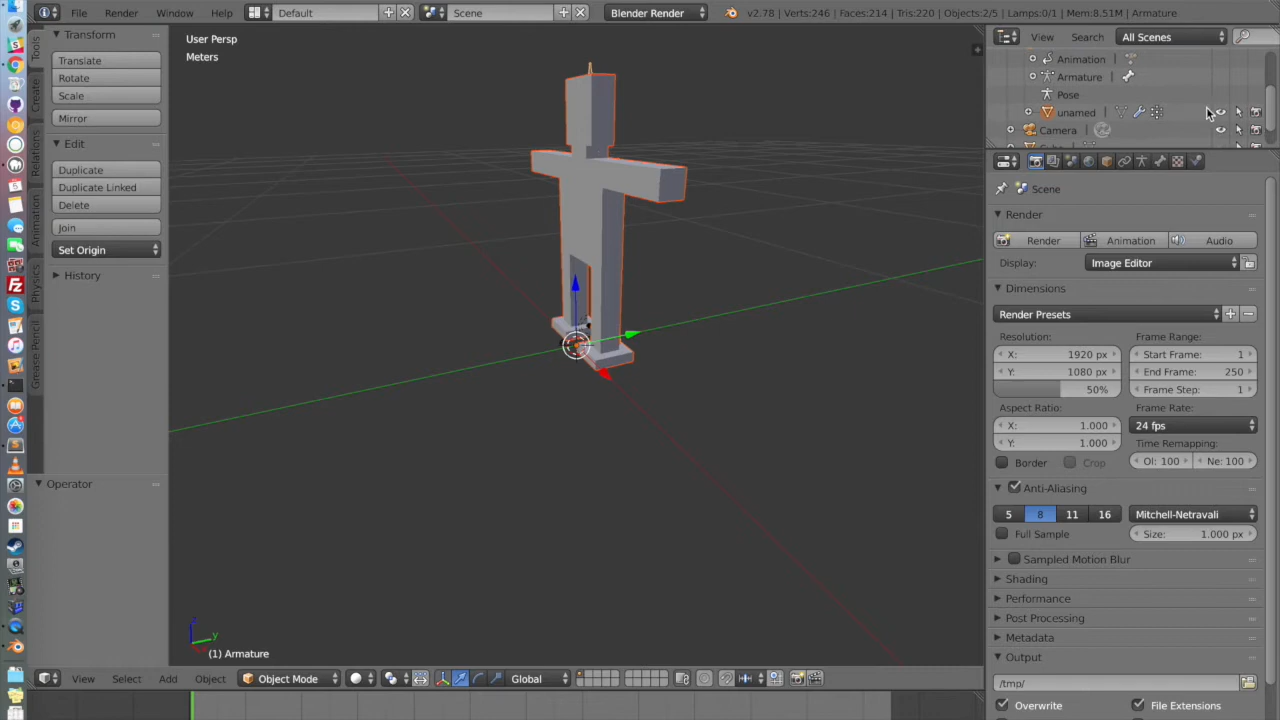 File
Render
Window
Help
Default
Scene
Blender Render
v2.78 | Verts:246 | Faces:214 | Tris:220 | Objects:2/5 | Lamps:0/1 | Mem:8.51M | Armature.
Tools
Create
Relations
Animation
Physics
Grease Pencil
Transform
Translate
Rotate
Scale
Mirror
Edit
Duplicate
Duplicate Linked
Delete
Join
Set Origin
History
Operator
User Persp
Meters
z
y
(1) Armature
View
Select
Add
Object
Object Mode
Global
View
Search
All Scenes
Animation
Armature
Pose
unamed
Camera
Scene
Render
Render
Animation
Audio
Display:
Image Editor
Dimensions
Render Presets
Resolution:
Frame Range:
X: 1920 px
Start Frame: 1
Y: 1080 px
End Frame: 250
50%
Frame Step: 1
Aspect Ratio:
Frame Rate:
X: 1.000
24 fps
Y: 1.000
Time Remapping:
Border
Crop
Ol: 100
Ne: 100
Anti-Aliasing
5
8
11
16
Mitchell-Netravali
Full Sample
Size: 1.000 px
Sampled Motion Blur
Shading
Performance
Post Processing
Metadata
Output
/tmp/
Overwrite
File Extensions